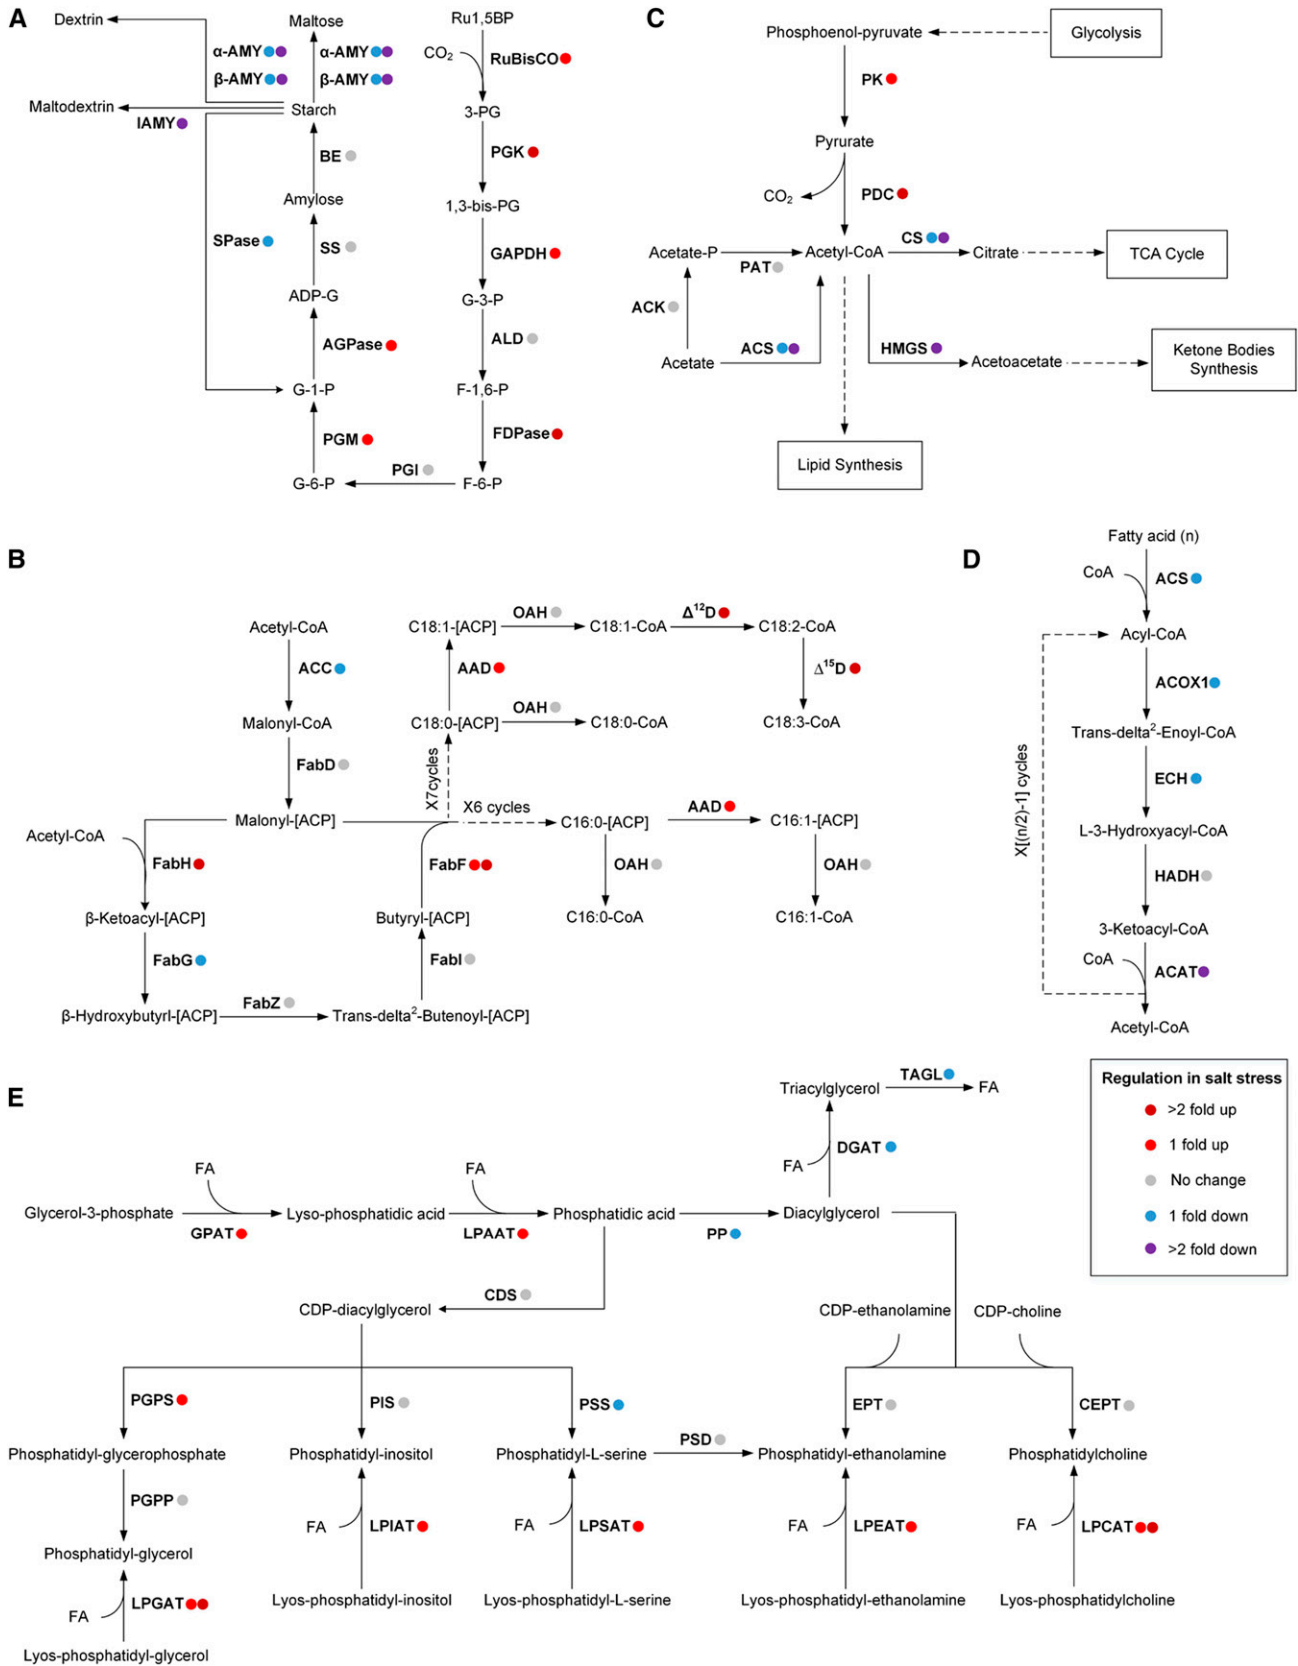 A
Dextrin
Maltose
Ru1,5BP
α-AMY
α-AMY
β-AMY
β-AMY
CO2
RuBisCO
Maltodextrin
IAMY
Starch
3-PG
BE
PGK
Amylose
1,3-bis-PG
SPase
SS
GAPDH
ADP-G
G-3-P
AGPase
ALD
G-1-P
F-1,6-P
PGM
FDPase
PGI
G-6-P
F-6-P
C
Phosphoenol-pyruvate
Glycolysis
PK
Pyrurate
CO2
PDC
Acetate-P
PAT
Acetyl-CoA
CS
Citrate
TCA Cycle
ACK
Acetate
ACS
HMGS
Acetoacetate
Ketone Bodies
Synthesis
Lipid Synthesis
B
Acetyl-CoA
C18:1-[ACP]
OAH
C18:1-CoA
Δ12D
C18:2-CoA
ACC
AAD
Δ15D
Malonyl-CoA
C18:0-[ACP]
OAH
C18:0-CoA
C18:3-CoA
FabD
X7cycles
X6 cycles
Malonyl-[ACP]
C16:0-[ACP]
AAD
C16:1-[ACP]
Acetyl-CoA
FabH
FabF
OAH
OAH
β-Ketoacyl-[ACP]
Butyryl-[ACP]
C16:0-CoA
C16:1-CoA
FabG
FabI
β-Hydroxybutyrl-[ACP]
FabZ
Trans-delta2-Butenoyl-[ACP]
D
Fatty acid (n)
CoA
ACS
Acyl-CoA
ACOX1
Trans-delta2-Enoyl-CoA
ECH
X[(n/2)-1] cycles
L-3-Hydroxyacyl-CoA
HADH
3-Ketoacyl-CoA
CoA
ACAT
Acetyl-CoA
Regulation in salt stress
>2 fold up
1 fold up
No change
1 fold down
>2 fold down
E
Triacylglycerol
TAGL
FA
FA
DGAT
FA
FA
Glycerol-3-phosphate
GPAT
Lyso-phosphatidic acid
LPAAT
Phosphatidic acid
PP
Diacylglycerol
CDS
CDP-diacylglycerol
CDP-ethanolamine
CDP-choline
PGPS
PIS
PSS
EPT
CEPT
Phosphatidyl-glycerophosphate
Phosphatidyl-inositol
Phosphatidyl-L-serine
PSD
Phosphatidyl-ethanolamine
Phosphatidylcholine
PGPP
FA
LPIAT
FA
LPSAT
FA
LPEAT
FA
LPCAT
Phosphatidyl-glycerol
FA
LPGAT
Lyos-phosphatidyl-inositol
Lyos-phosphatidyl-L-serine
Lyos-phosphatidyl-ethanolamine
Lyos-phosphatidylcholine
Lyos-phosphatidyl-glycerol